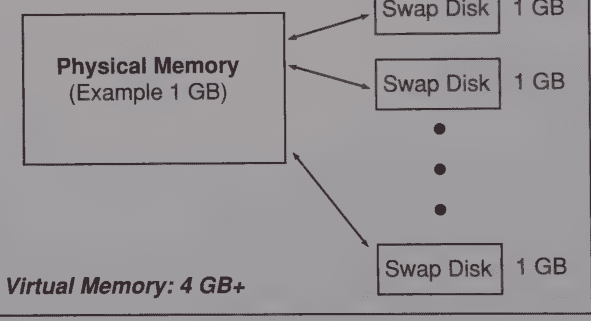 Swap Disk 1 GB
Physical Memory
(Example 1 GB)
Swap Disk 1 GB
Swap Disk 1 GB
Virtual Memory: 4 GB+